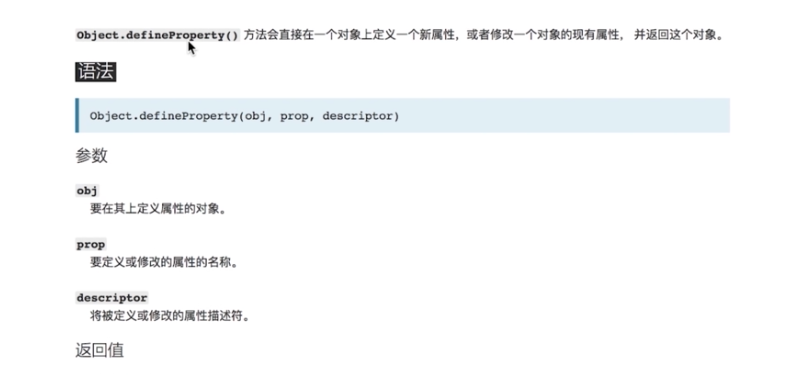 Object.defineProperty() 方法会直接在一个对象上定义一个新属性，或者修改一个对象的现有属性， 并返回这个对象。
语法
Object.defineProperty(obj, prop, descriptor)
参数
obj
要在其上定义属性的对象。
prop
要定义或修改的属性的名称。
descriptor
将被定义或修改的属性描述符。
返回值